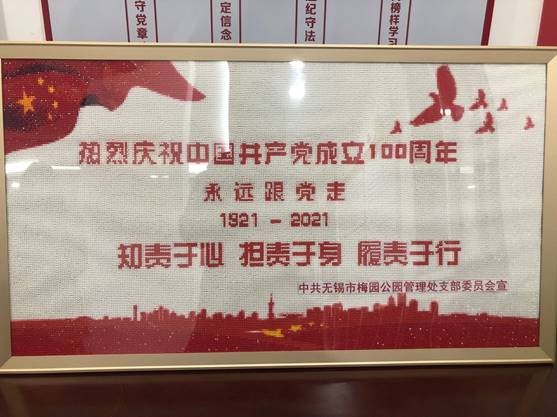 守党章
定信念
纪守法
榜样学习
热烈庆祝中国共产党成立100周年
永远跟党走
1921 - 2021
知责于心 担责于身 履责于行
中共无锡市梅园公园管理处支部委员会宣